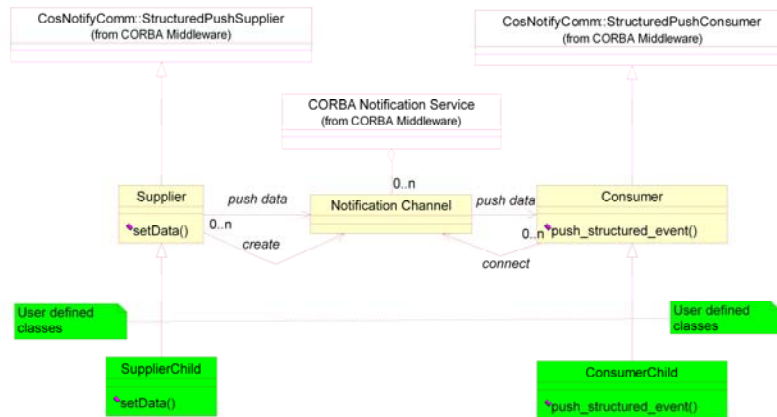 CosNotifyComm::StructuredPushSupplier
(from CORBA Middleware)
CosNotifyComm::StructuredPushConsumer
(from CORBA Middleware)
CORBA Notification Service
(from CORBA Middleware)
0..n
Supplier
setData()
push data
0..n
create
Notification Channel
push data
0..n
connect
Consumer
push_structured_event()
User defined
classes
User defined
classes
SupplierChild
setData()
ConsumerChild
push_structured_event()